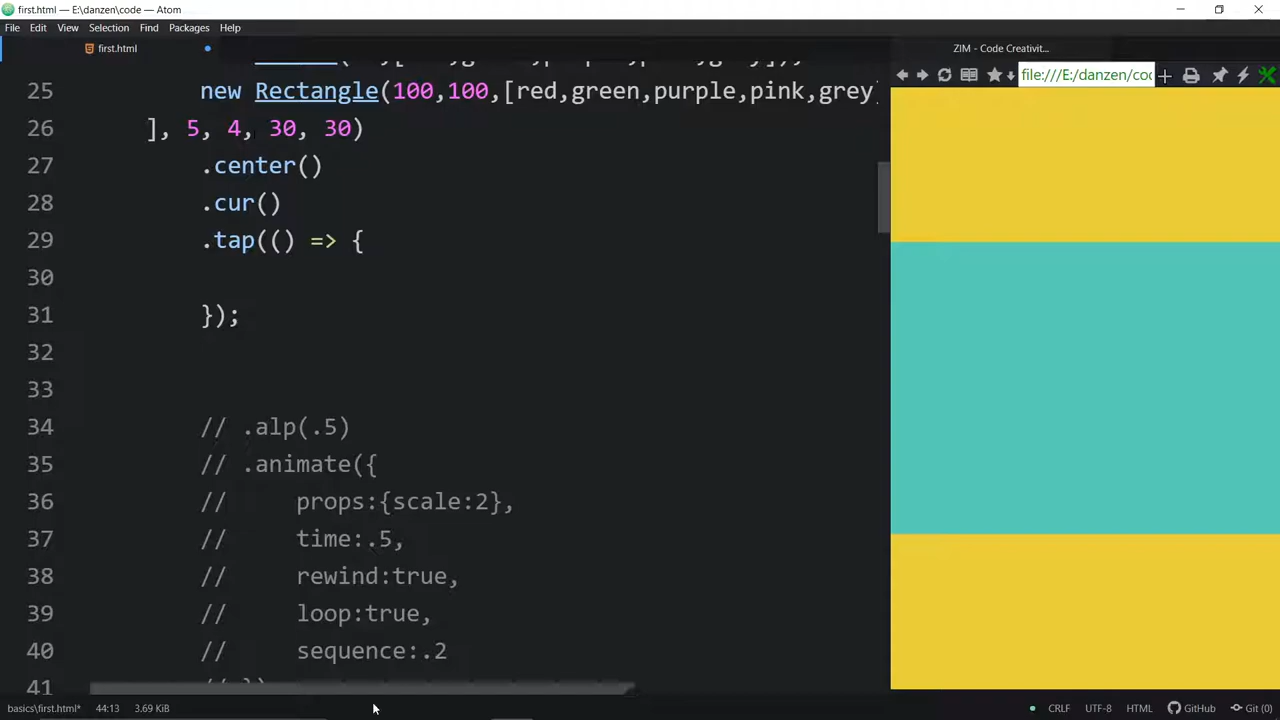 first.html — E:\danzen\code — Atom
File Edit View Selection Find Packages Help
first.html
ZIM - Code Creativit...
file:///E:/danzen/coc
25 new Rectangle(100,100,[red,green,purple,pink,grey]
26 ], 5, 4, 30, 30)
27 .center()
28 .cur()
29 .tap(() => {
30
31 });
32
33
34 // .alp(.5)
35 // .animate({
36 // props:{scale:2},
37 // time:.5,
38 // rewind:true,
39 // loop:true,
40 // sequence:.2
41 // })
basics\first.html* 44:13 3.69 KiB CRLF UTF-8 HTML GitHub Git (0)